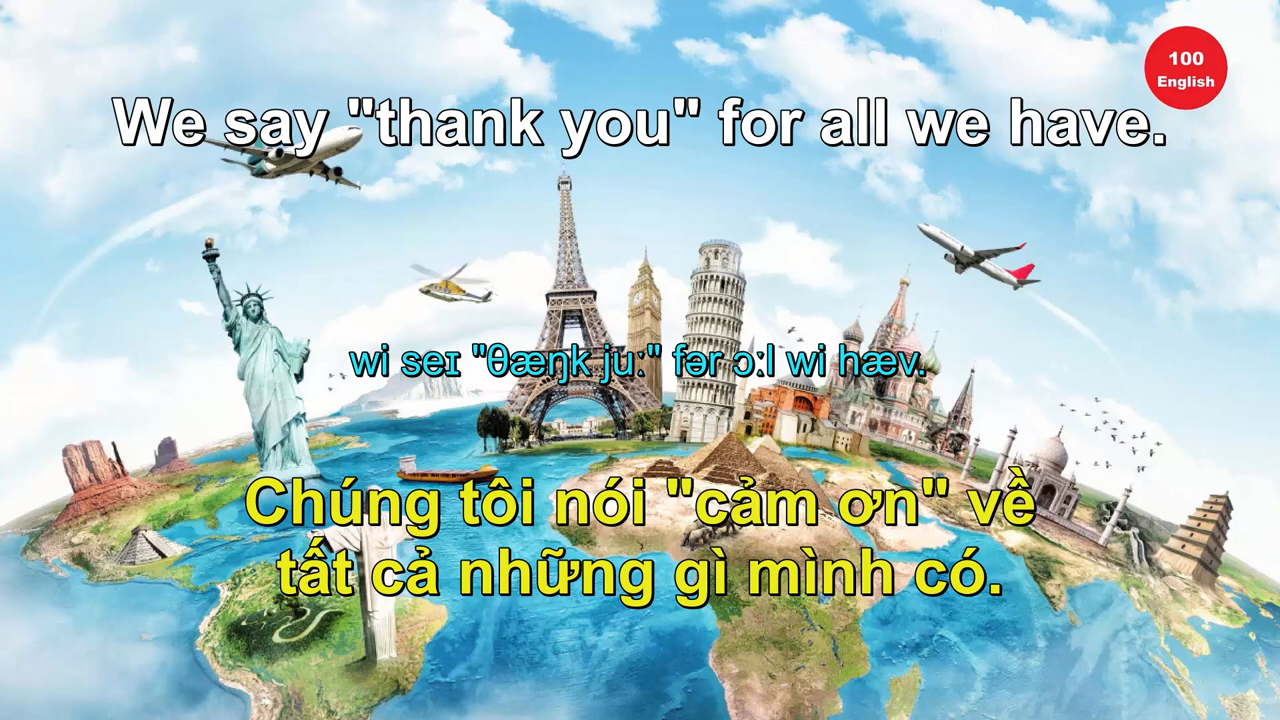 100
English
We say "thank you" for all we have.
wi seɪ "θæŋk juː" fər ɔːl wi hæv.
Chúng tôi nói "cảm ơn" về
tất cả những gì mình có.